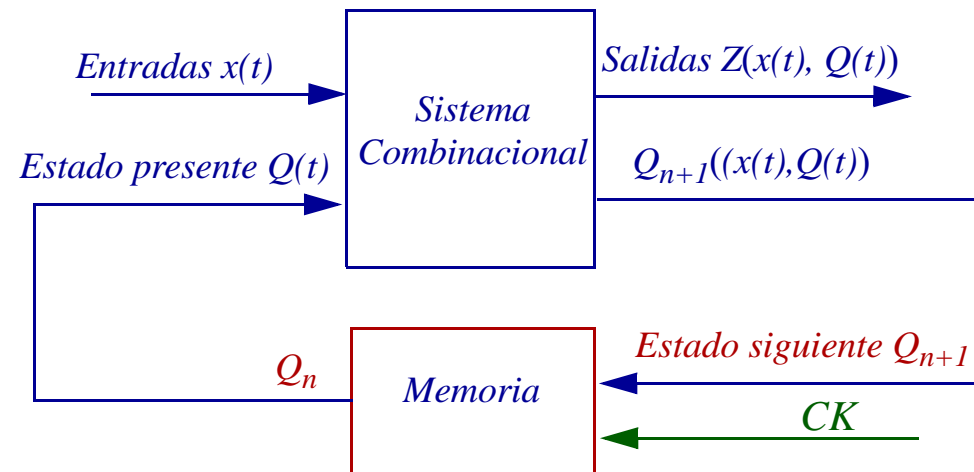 Entradas x(t)
Salidas Z(x(t), Q(t))
Sistema
Combinacional
Estado presente Q(t)
Qn+1((x(t),Q(t))
Estado siguiente Qn+1
Qn
Memoria
CK